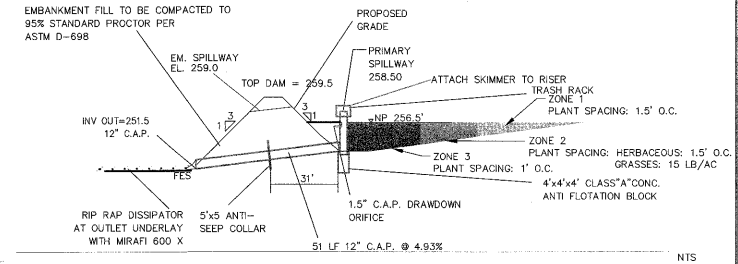 EMBANKMENT FILL TO BE COMPACTED TO
95% STANDARD PROCTOR PER
ASTM D-698
PROPOSED
GRADE
EM. SPILLWAY
EL. 259.0
TOP DAM = 259.5
PRIMARY
SPILLWAY
258.50
ATTACH SKIMMER TO RISER
TRASH RACK
ZONE 1
PLANT SPACING: 1.5' O.C.
3
1
3
1
NP 256.5'
INV OUT=251.5
12" C.A.P.
ZONE 2
PLANT SPACING: HERBACEOUS: 1.5' O.C.
GRASSES: 15 LB/AC
ZONE 3
PLANT SPACING: 1' O.C.
FES
31'
4'x4'x4' CLASS"A"CONC.
ANTI FLOTATION BLOCK
1.5" C.A.P. DRAWDOWN
ORIFICE
RIP RAP DISSIPATOR
AT OUTLET UNDERLAY
WITH MIRAFI 600 X
5'x5 ANTI-
SEEP COLLAR
51 LF 12" C.A.P. @ 4.93%
NTS